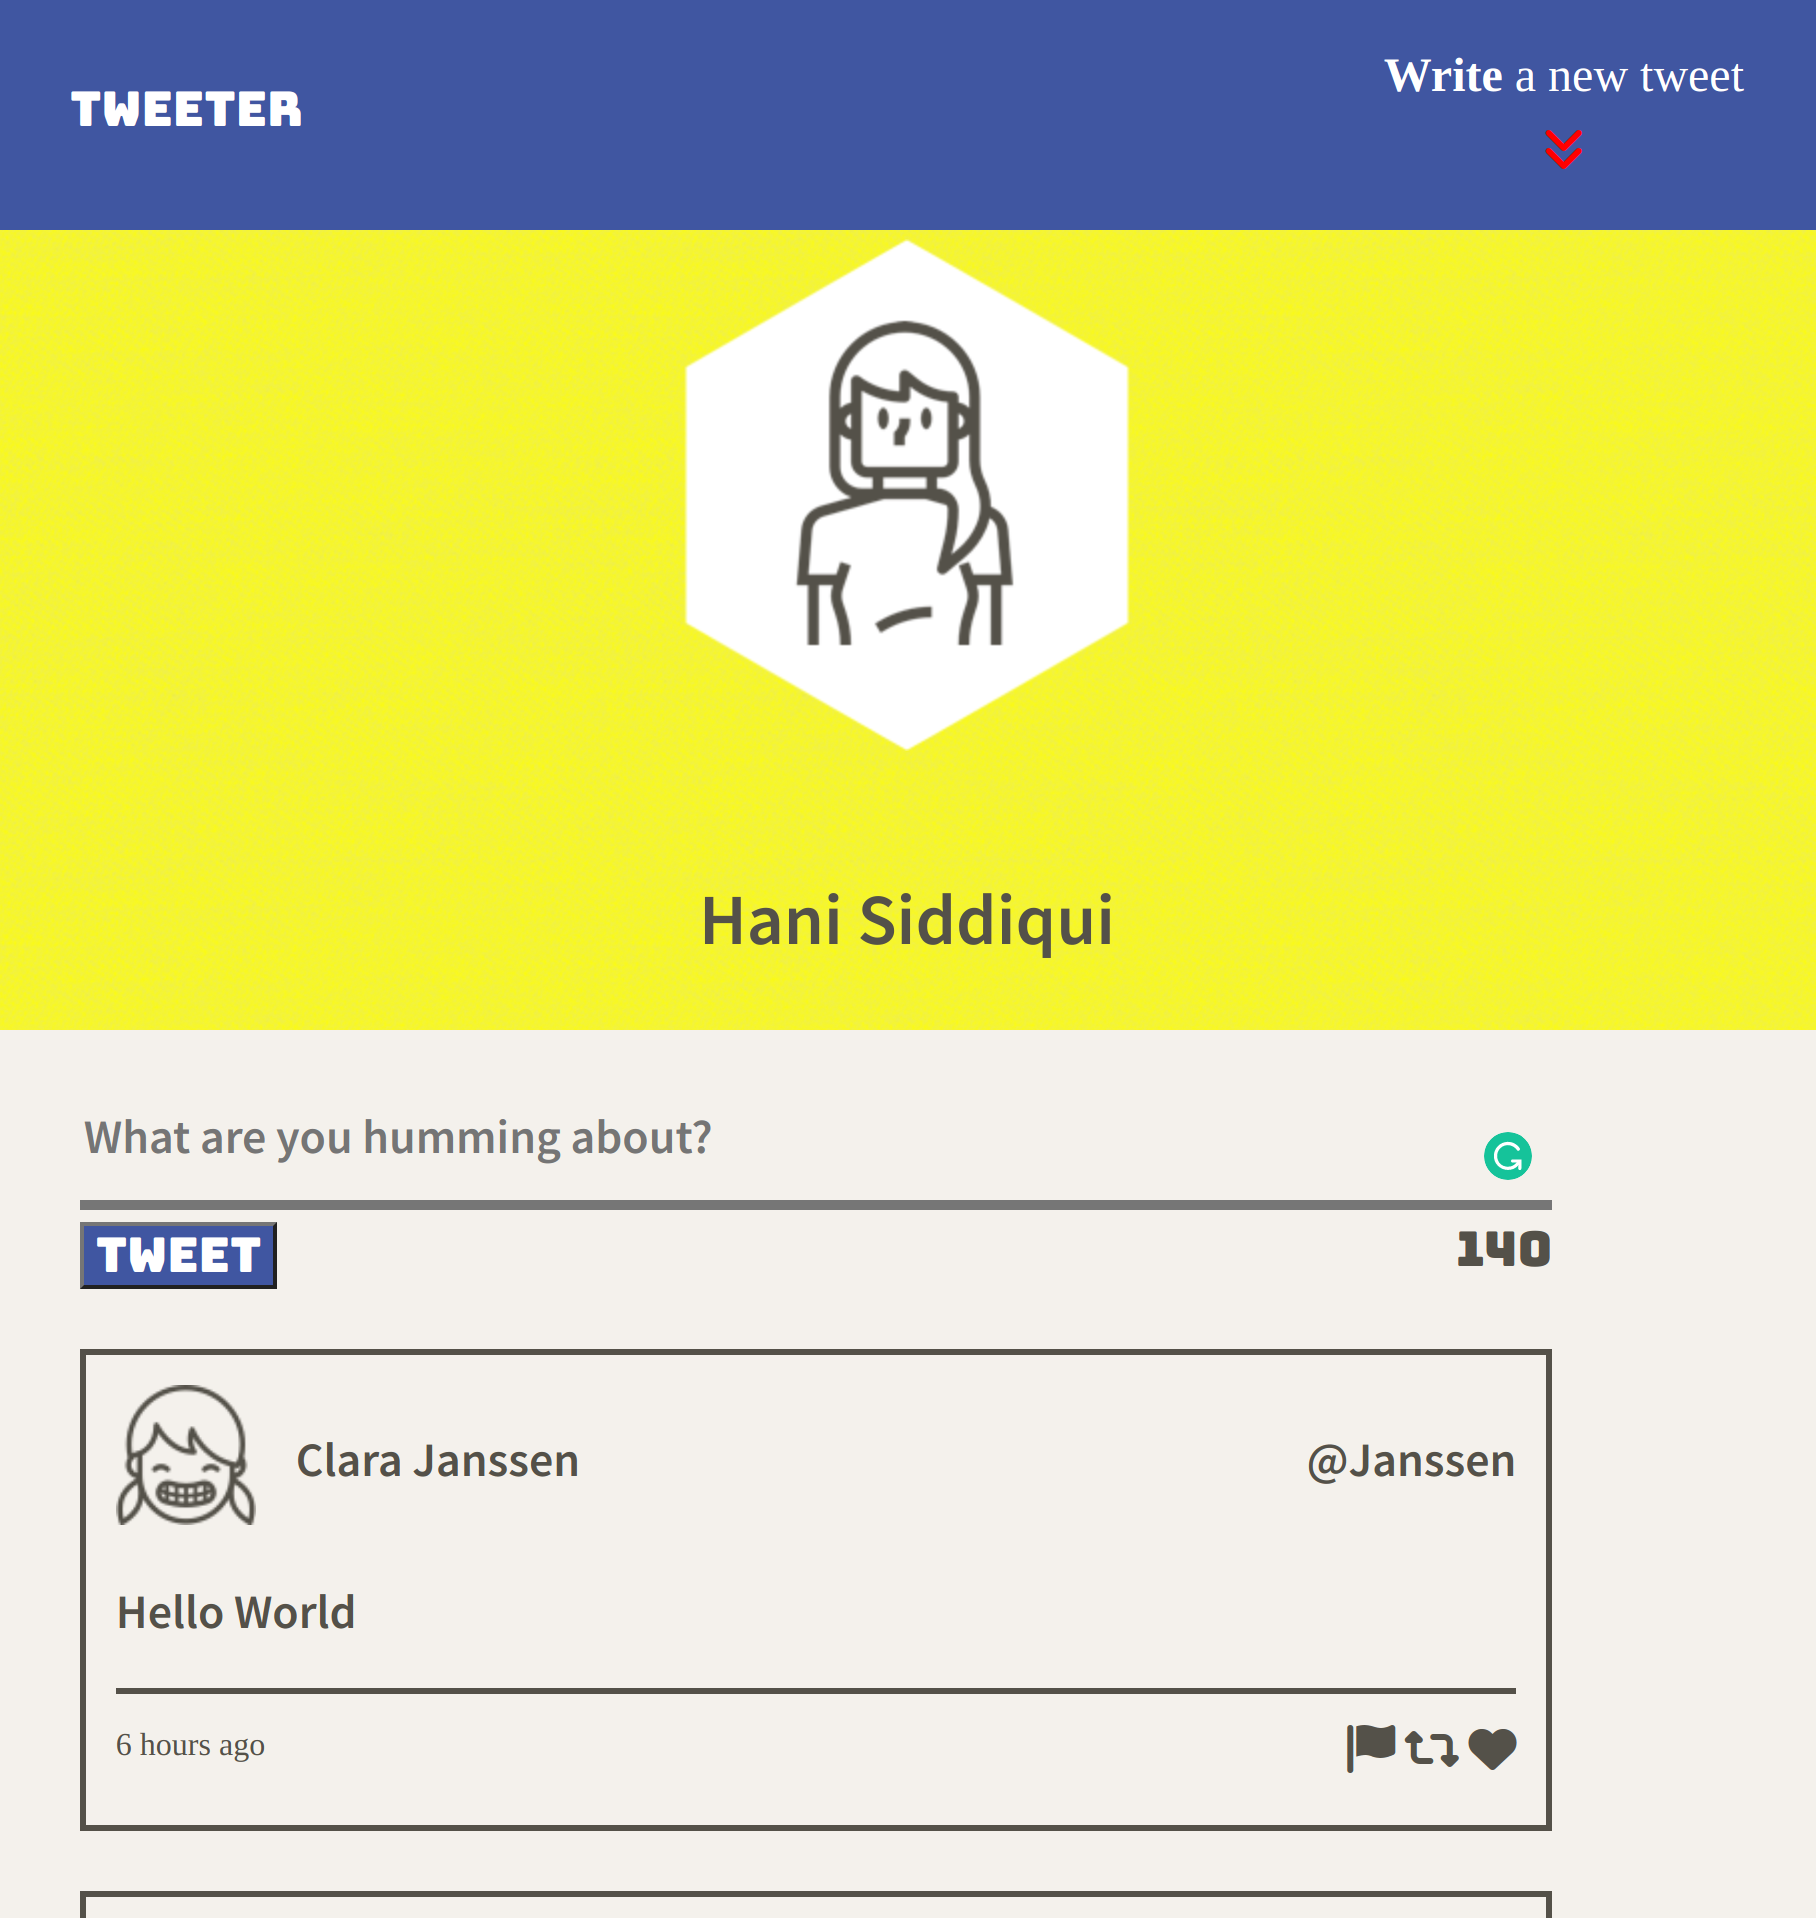 TWEETER
Write a new tweet
Hani Siddiqui
What are you humming about?
TWEET
140
Clara Janssen
@Janssen
Hello World
6 hours ago